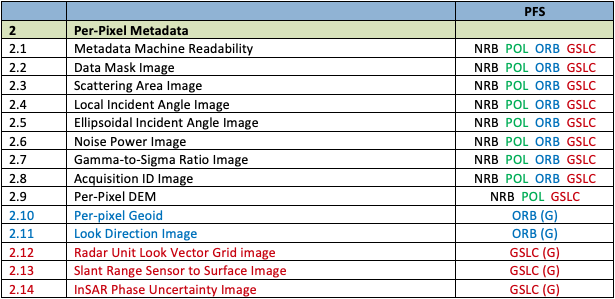 PFS
2 Per-Pixel Metadata
2.1 Metadata Machine Readability NRB POL ORB GSLC
2.2 Data Mask Image NRB POL ORB GSLC
2.3 Scattering Area Image NRB POL ORB GSLC
2.4 Local Incident Angle Image NRB POL ORB GSLC
2.5 Ellipsoidal Incident Angle Image NRB POL ORB GSLC
2.6 Noise Power Image NRB POL ORB GSLC
2.7 Gamma-to-Sigma Ratio Image NRB POL ORB GSLC
2.8 Acquisition ID Image NRB POL ORB GSLC
2.9 Per-Pixel DEM NRB POL GSLC
2.10 Per-pixel Geoid ORB (G)
2.11 Look Direction Image ORB (G)
2.12 Radar Unit Look Vector Grid image GSLC (G)
2.13 Slant Range Sensor to Surface Image GSLC (G)
2.14 InSAR Phase Uncertainty Image GSLC (G)